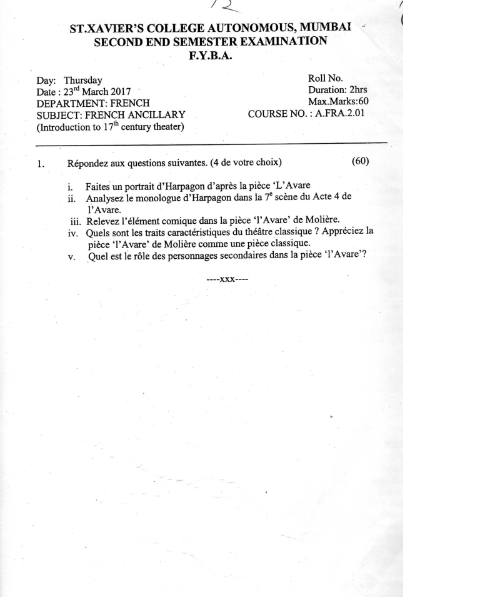 72
ST.XAVIER'S COLLEGE AUTONOMOUS, MUMBAI
SECOND END SEMESTER EXAMINATION
F.Y.B.A.
Day: Thursday Roll No.
Date : 23rd March 2017 Duration: 2hrs
DEPARTMENT: FRENCH Max.Marks:60
SUBJECT: FRENCH ANCILLARY COURSE NO. : A.FRA.2.01
(Introduction to 17th century theater)
1. Répondez aux questions suivantes. (4 de votre choix) (60)
i. Faites un portrait d'Harpagon d'après la pièce 'L'Avare
ii. Analysez le monologue d'Harpagon dans la 7e scène du Acte 4 de
l'Avare.
iii. Relevez l'élément comique dans la pièce 'l'Avare' de Molière.
iv. Quels sont les traits caractéristiques du théâtre classique ? Appréciez la
pièce 'l'Avare' de Molière comme une pièce classique.
v. Quel est le rôle des personnages secondaires dans la pièce 'l'Avare'?
----xxx----